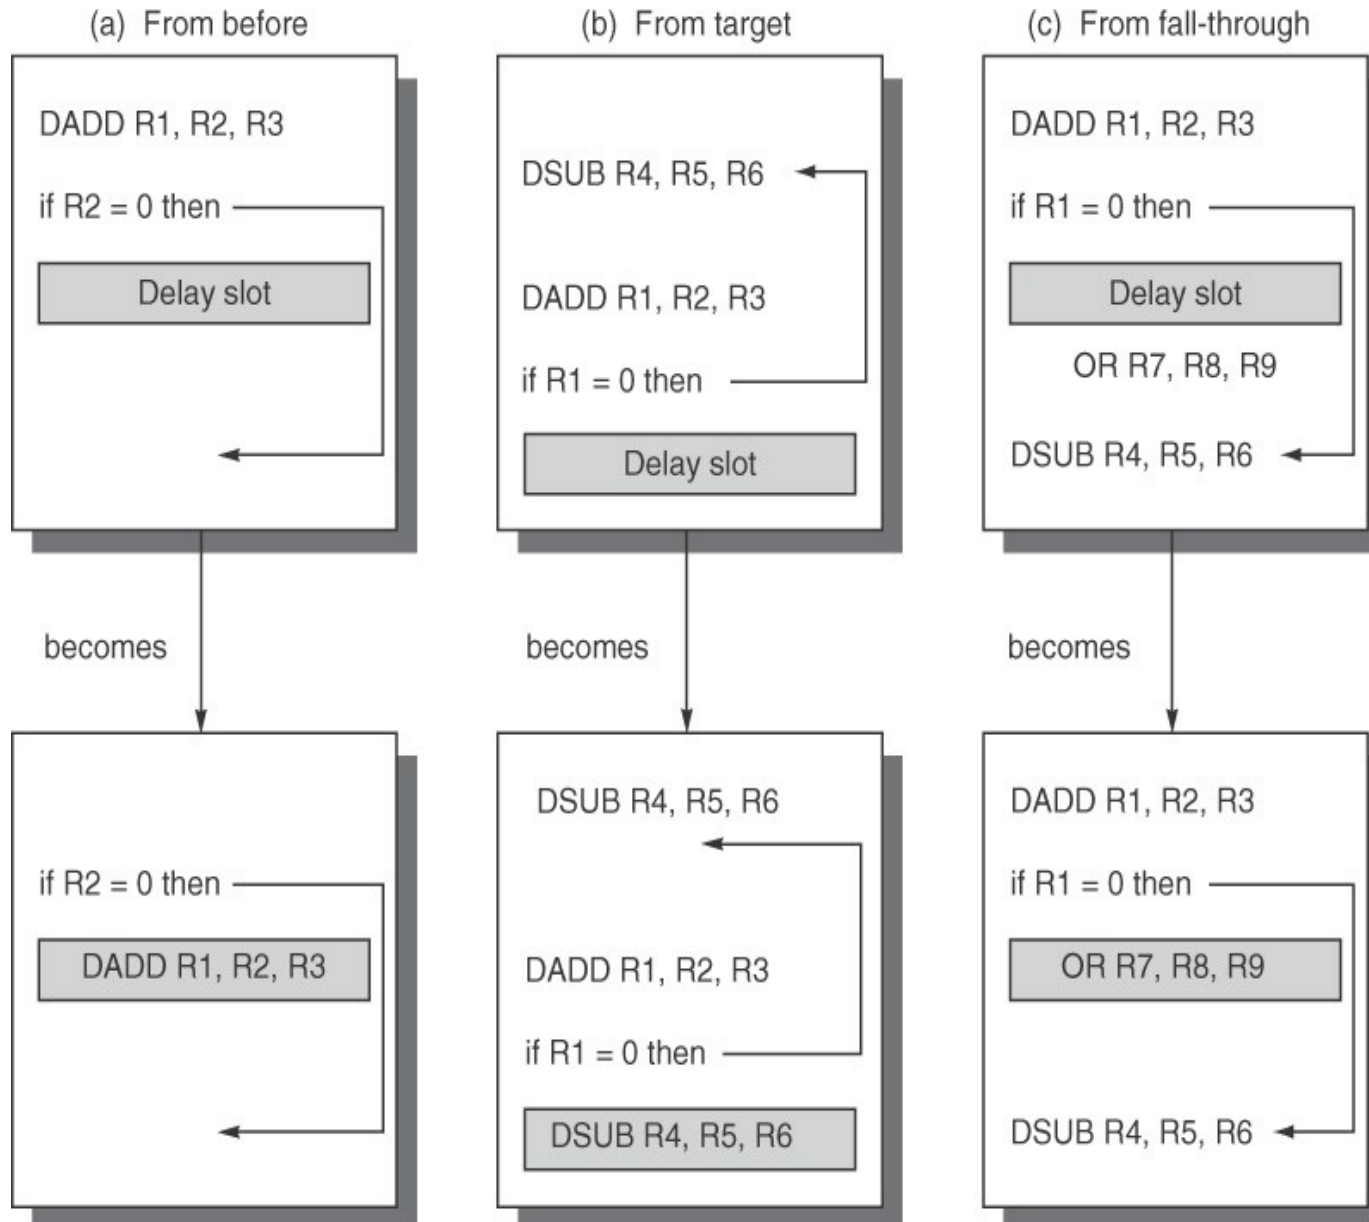 (a) From before
DADD R1, R2, R3
if R2 = 0 then
Delay slot
becomes
if R2 = 0 then
DADD R1, R2, R3
(b) From target
DSUB R4, R5, R6
DADD R1, R2, R3
if R1 = 0 then
Delay slot
becomes
DSUB R4, R5, R6
DADD R1, R2, R3
if R1 = 0 then
DSUB R4, R5, R6
(c) From fall-through
DADD R1, R2, R3
if R1 = 0 then
Delay slot
OR R7, R8, R9
DSUB R4, R5, R6
becomes
DADD R1, R2, R3
if R1 = 0 then
OR R7, R8, R9
DSUB R4, R5, R6